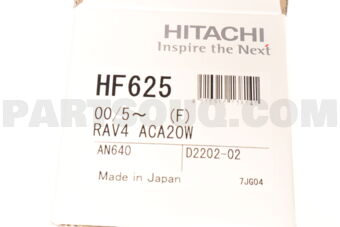 HITACHI
Inspire the Next
HF625
00/5~ (F)
RAV4 ACA20W
AN640 D2202-02
Made in Japan 7JG04
PARTSOUQ.COM